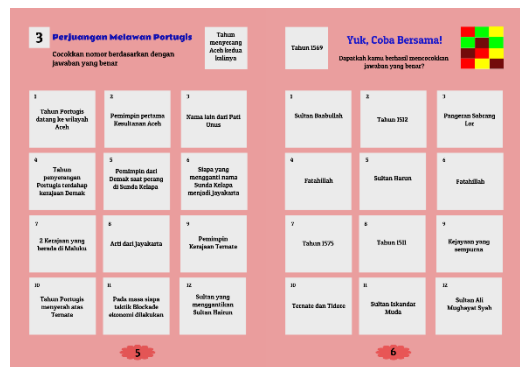 3
Perjuangan Melawan Portugis
Cocokkan nomor berdasarkan dengan
jawaban yang benar
Tahun
menyerang
Aceh kedua
kalinya
1
Tahun Portugis
datang ke wilayah
Aceh
2
Pemimpin pertama
Kesultanan Aceh
3
Nama lain dari Pati
Unus
4
Tahun
penyerangan
Portugis terdahap
kerajaan Demak
5
Pemimpin dari
Demak saat perang
di Sunda Kelapa
6
Siapa yang
mengganti nama
Sunda Kelapa
menjadi Jayakarta
7
2 Kerajaan yang
berada di Maluku
8
Arti dari Jayakarta
9
Pemimpin
Kerajaan Ternate
10
Tahun Portugis
menyerah atas
Ternate
11
Pada masa siapa
taktik Blockade
ekonomi dilakukan
12
Sultan yang
menggantikan
Sultan Hairun
5
Tahun 1569
Yuk, Coba Bersama!
Dapatkah kamu berhasil mencocokkan
jawaban yang benar?
1
Sultan Baabullah
2
Tahun 1512
3
Pangeran Sabrang
Lor
4
Fatahillah
5
Sultan Harun
6
Fatahillah
7
Tahun 1575
8
Tahun 1511
9
Kejayaan yang
sempurna
10
Ternate dan Tidore
11
Sultan Iskandar
Muda
12
Sultan Ali
Mughayat Syah
6